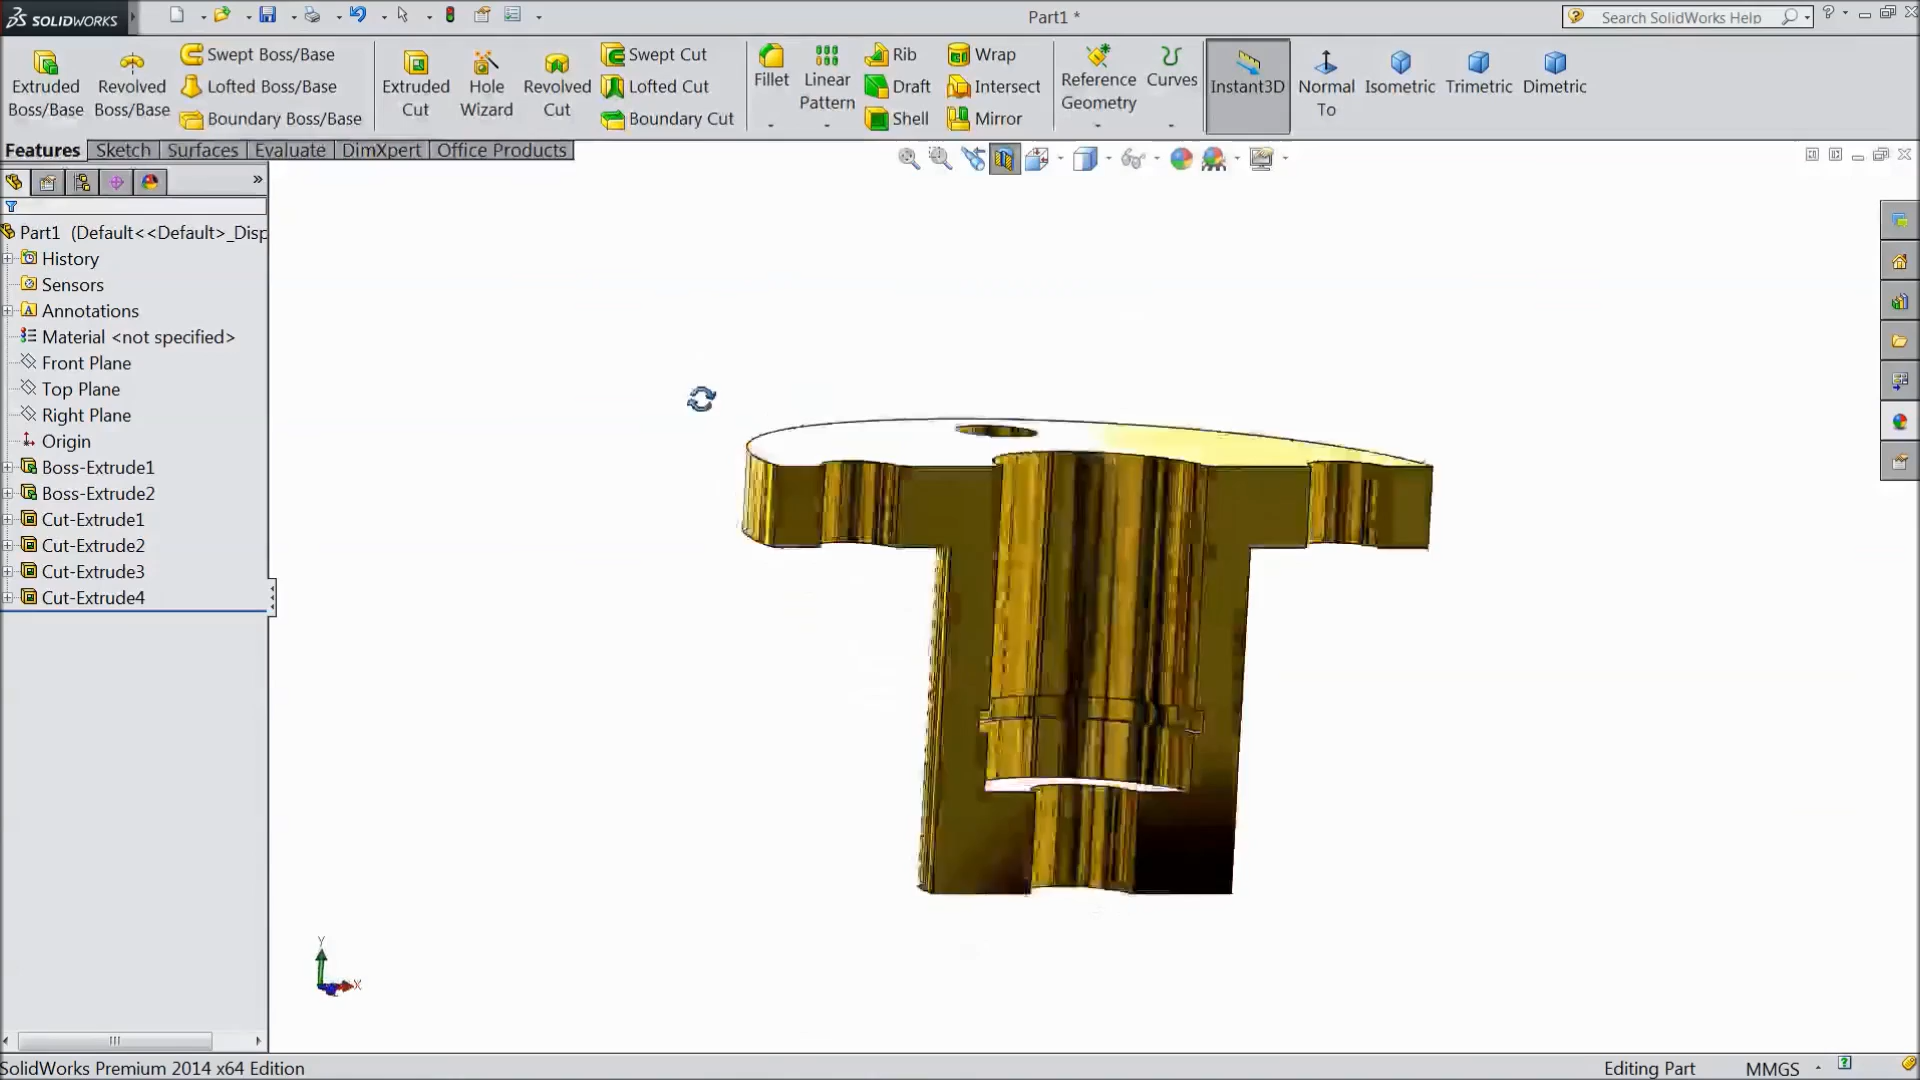 SOLIDWORKS
Part1 *
Search SolidWorks Help
Extruded Boss/Base
Revolved Boss/Base
Swept Boss/Base
Lofted Boss/Base
Boundary Boss/Base
Extruded Cut
Hole Wizard
Revolved Cut
Swept Cut
Lofted Cut
Boundary Cut
Fillet
Linear Pattern
Rib
Draft
Shell
Wrap
Intersect
Mirror
Reference Geometry
Curves
Instant3D
Normal To
Isometric
Trimetric
Dimetric
Features
Sketch
Surfaces
Evaluate
DimXpert
Office Products
Part1 (Default<<Default>_Disp
History
Sensors
Annotations
Material <not specified>
Front Plane
Top Plane
Right Plane
Origin
Boss-Extrude1
Boss-Extrude2
Cut-Extrude1
Cut-Extrude2
Cut-Extrude3
Cut-Extrude4
Y
X
SolidWorks Premium 2014 x64 Edition
Editing Part
MMGS